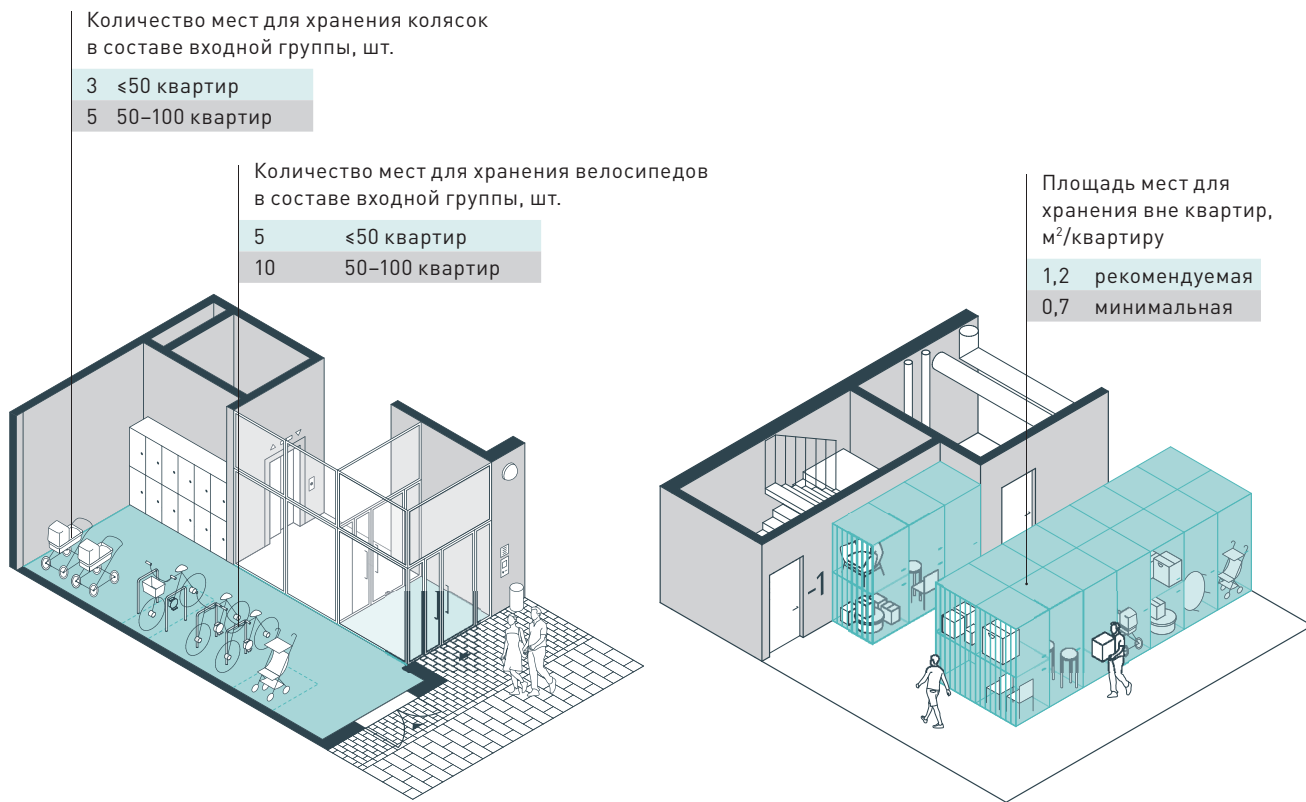 Количество мест для хранения колясок
в составе входной группы, шт.
3 ≤50 квартир
5 50–100 квартир
Количество мест для хранения велосипедов
в составе входной группы, шт.
5 ≤50 квартир
10 50–100 квартир
Площадь мест для
хранения вне квартир,
м²/квартиру
1,2 рекомендуемая
0,7 минимальная
-1